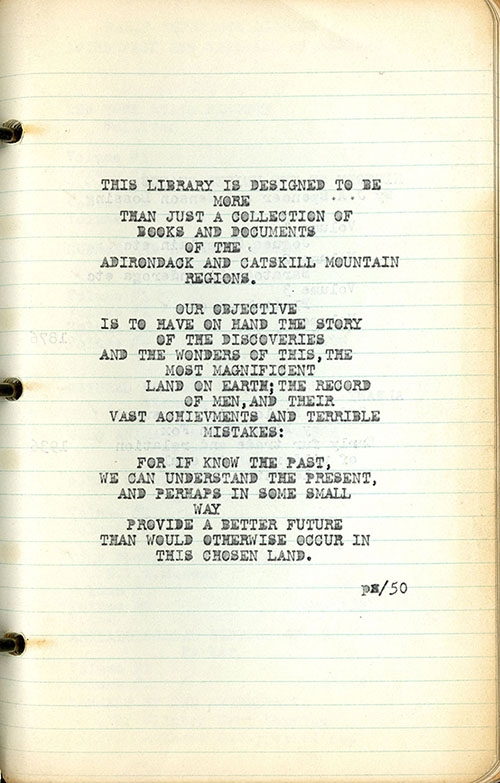 THIS LIBRARY IS DESIGNED TO BE
MORE
THAN JUST A COLLECTION OF
BOOKS AND DOCUMENTS
OF THE
ADIRONDACK AND CATSKILL MOUNTAIN
REGIONS.
OUR OBJECTIVE
IS TO HAVE ON HAND THE STORY
OF THE DISCOVERIES
AND THE WONDERS OF THIS,THE
MOST MAGNIFICENT
LAND ON EARTH;THE RECORD
OF MEN,AND THEIR
VAST ACHIEVMENTS AND TERRIBLE
MISTAKES:
FOR IF KNOW THE PAST,
WE CAN UNDERSTAND THE PRESENT,
AND PERHAPS IN SOME SMALL
WAY
PROVIDE A BETTER FUTURE
THAN WOULD OTHERWISE OCCUR IN
THIS CHOSEN LAND.
/50